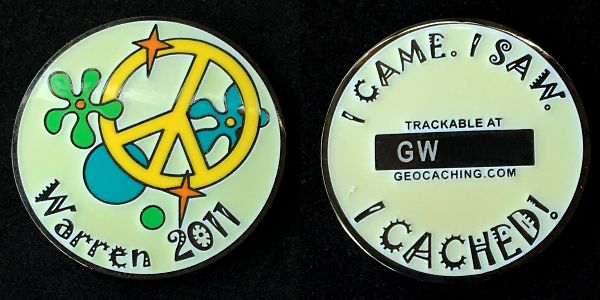 Warren 2011
I CAME. I SAW.
TRACKABLE AT
GW
GEOCACHING.COM
I CACHED!